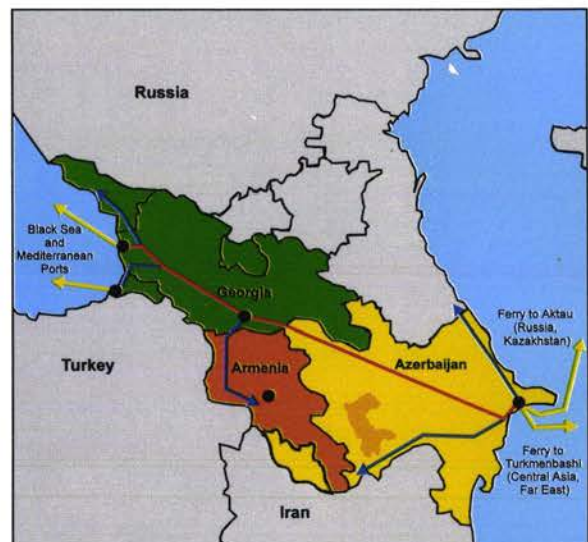 Russia
Black Sea
and
Mediterranean
Ports
Georgia
Ferry to Aktau
(Russia,
Kazakhstan)
Turkey
Armenia
Azerbaijan
Ferry to
Turkmenbashi
(Central Asia,
Far East)
Iran